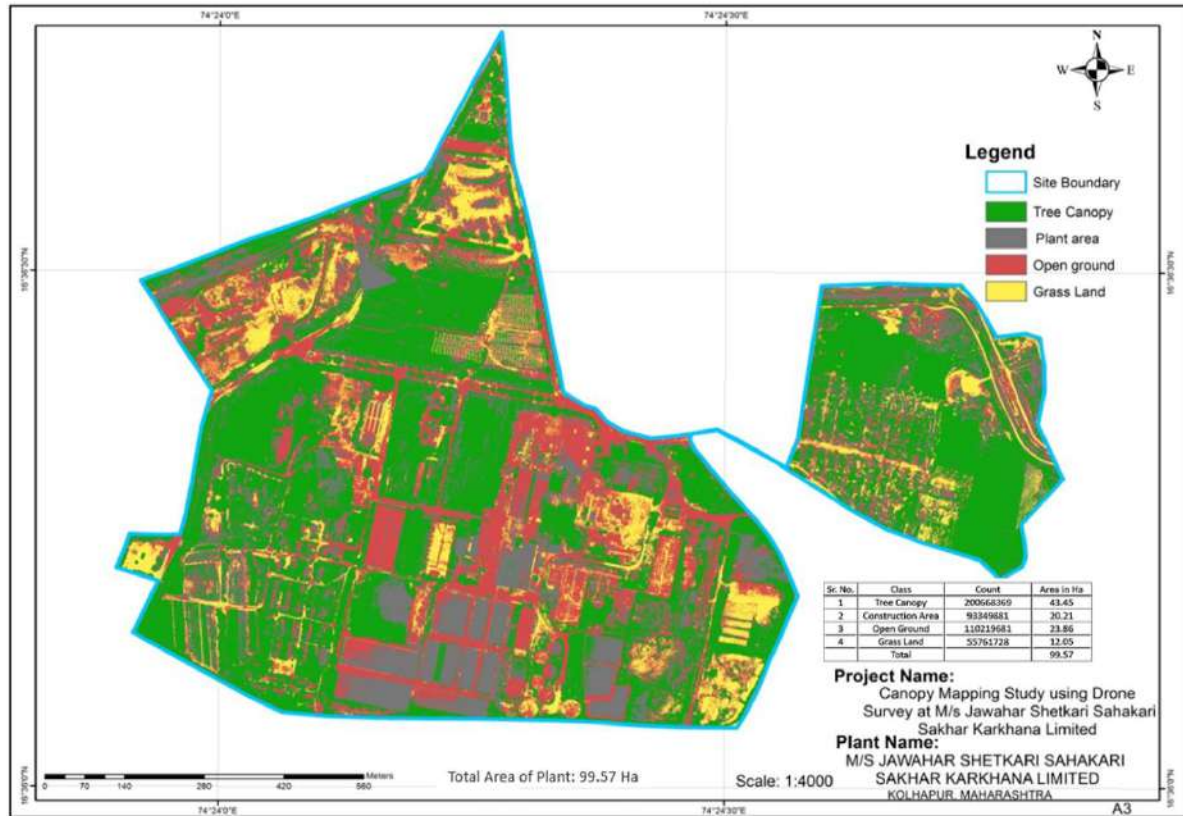 74°24'0"E
74°24'30"E
N
W E
S
Legend
Site Boundary
Tree Canopy
Plant area
Open ground
Grass Land
16°36'30"N
16°36'30"N
Sr. No. Class Count Area in Ha
1 Tree Canopy 200668369 43.45
2 Construction Area 93349681 20.21
3 Open Ground 110219681 23.86
4 Grass Land 55761728 12.05
Total 99.57
Project Name:
Canopy Mapping Study using Drone
Survey at M/s Jawahar Shetkari Sahakari
Sakhar Karkhana Limited
Plant Name:
M/S JAWAHAR SHETKARI SAHAKARI
SAKHAR KARKHANA LIMITED
KOLHAPUR, MAHARASHTRA
Meters
0 70 140 280 420 560
Total Area of Plant: 99.57 Ha
Scale: 1:4000
16°36'0"N
16°36'0"N
74°24'0"E
74°24'30"E
A3